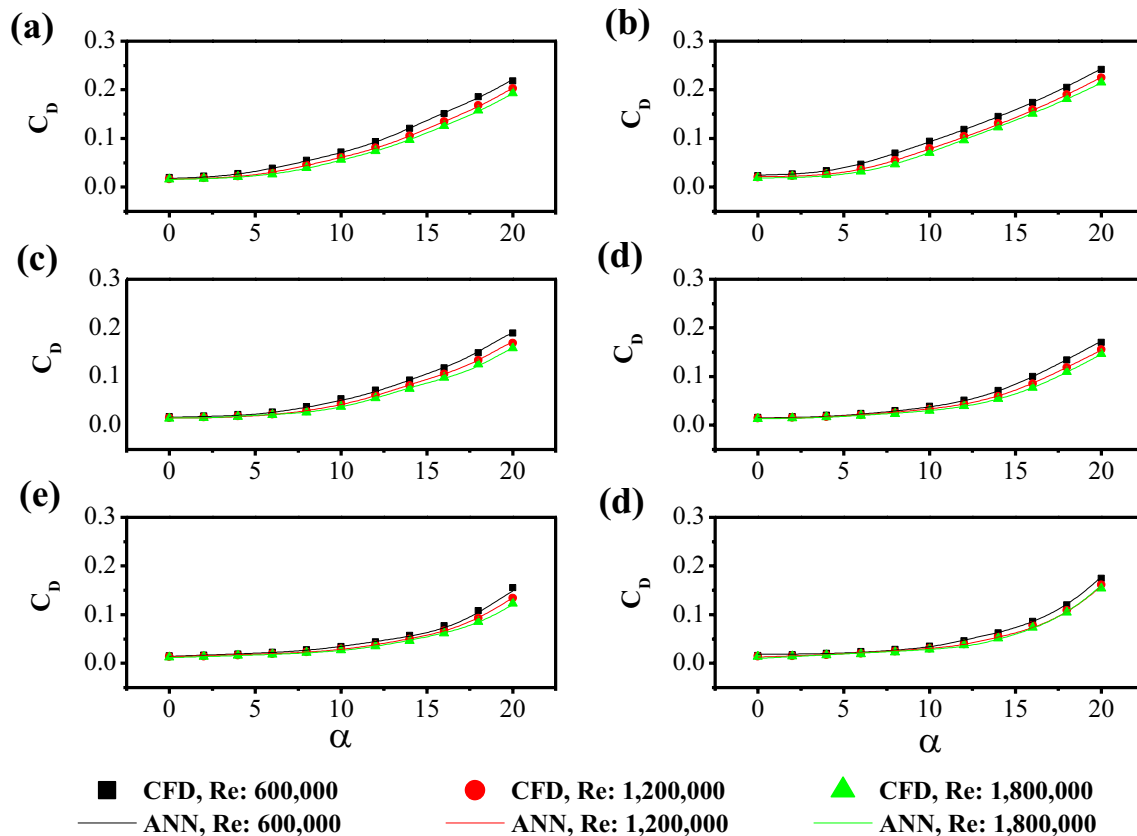 (a)
(b)
0.3
0.2
0.1
0.0
C_D
0 5 10 15 20
0.3
0.2
0.1
0.0
C_D
0 5 10 15 20
(c)
(d)
0.3
0.2
0.1
0.0
C_D
0 5 10 15 20
0.3
0.2
0.1
0.0
C_D
0 5 10 15 20
(e)
(d)
0.3
0.2
0.1
0.0
C_D
0 5 10 15 20
α
0.3
0.2
0.1
0.0
C_D
0 5 10 15 20
α
CFD, Re: 600,000 CFD, Re: 1,200,000 CFD, Re: 1,800,000
ANN, Re: 600,000 ANN, Re: 1,200,000 ANN, Re: 1,800,000